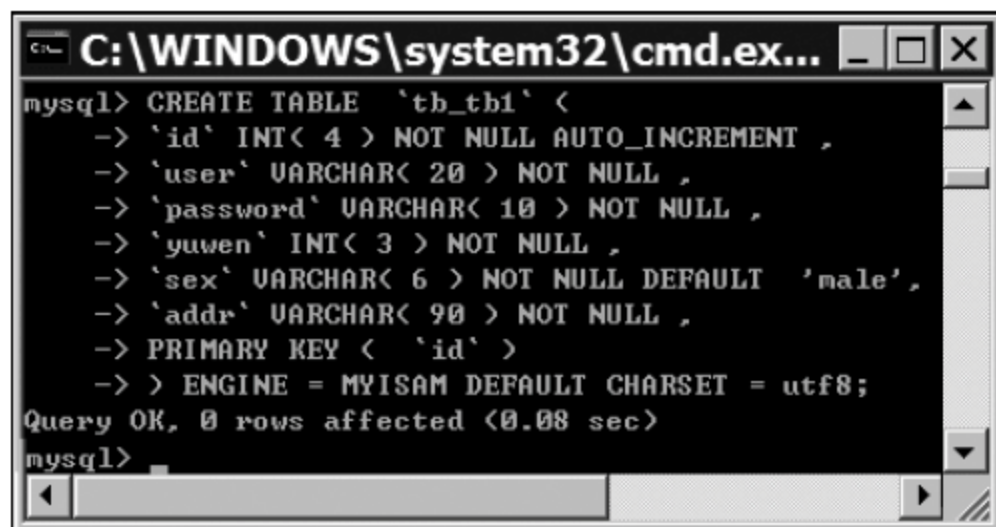 C:\WINDOWS\system32\cmd.ex...
mysql> CREATE TABLE  `tb_tb1` (
    -> `id` INT( 4 ) NOT NULL AUTO_INCREMENT ,
    -> `user` VARCHAR( 20 ) NOT NULL ,
    -> `password` VARCHAR( 10 ) NOT NULL ,
    -> `yuwen` INT( 3 ) NOT NULL ,
    -> `sex` VARCHAR( 6 ) NOT NULL DEFAULT  'male',
    -> `addr` VARCHAR( 90 ) NOT NULL ,
    -> PRIMARY KEY (  `id` )
    -> ) ENGINE = MYISAM DEFAULT CHARSET = utf8;
Query OK, 0 rows affected (0.08 sec)
mysql> _